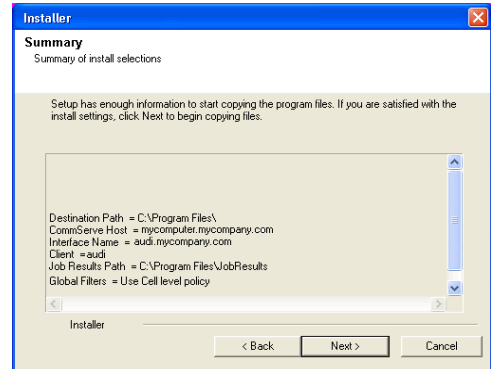 Installer
Summary
Summary of install selections
Setup has enough information to start copying the program files. If you are satisfied with the
install settings, click Next to begin copying files.
Destination Path = C:\Program Files\
CommServe Host = mycomputer.mycompany.com
Interface Name = audi.mycompany.com
Client =audi
Job Results Path = C:\Program Files\JobResults
Global Filters = Use Cell level policy
Installer
< Back Next > Cancel